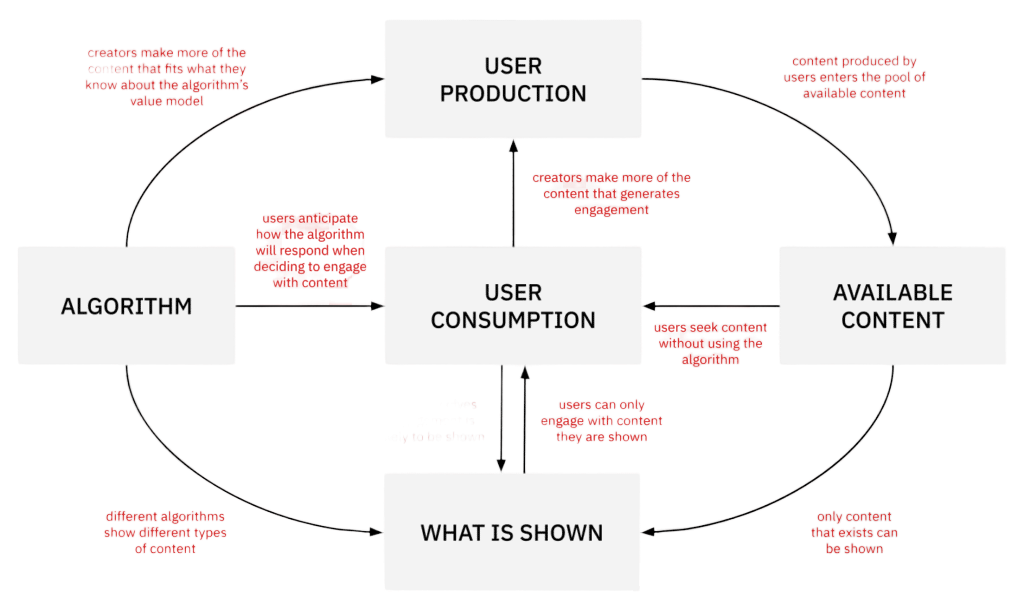 USER
PRODUCTION
creators make more of the
content that fits what they
know about the algorithm's
value model
content produced by
users enters the pool of
available content
creators make more of the
content that generates
engagement
users anticipate
how the algorithm
will respond when
deciding to engage
with content
ALGORITHM
USER
CONSUMPTION
AVAILABLE
CONTENT
users seek content
without using the
algorithm
to be shown
users can only
engage with content
they are shown
WHAT IS SHOWN
different algorithms
show different types
of content
only content
that exists can
be shown